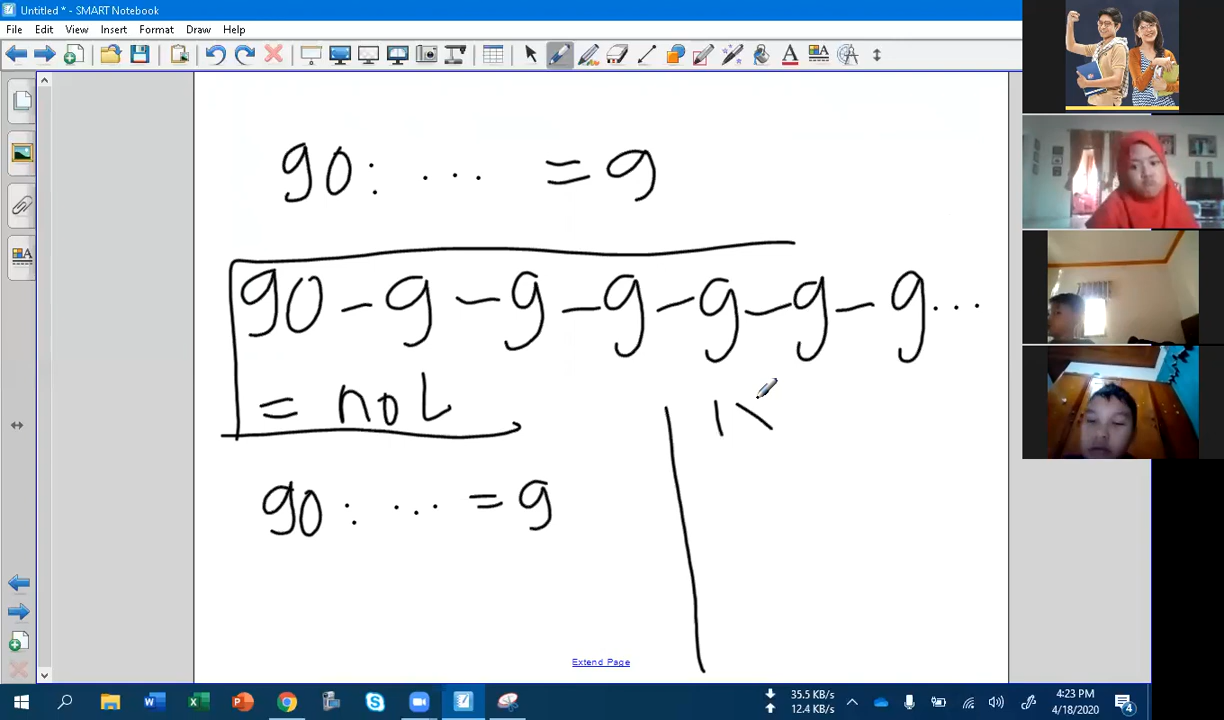 Untitled * - SMART Notebook
File Edit View Insert Format Draw Help
90 : ... = 9
90 - 9 - 9 - 9 - 9 - 9 - 9 ...
= nol
90 : ... = 9
Extend Page
35.5 KB/s
12.4 KB/s
4:23 PM
4/18/2020
4